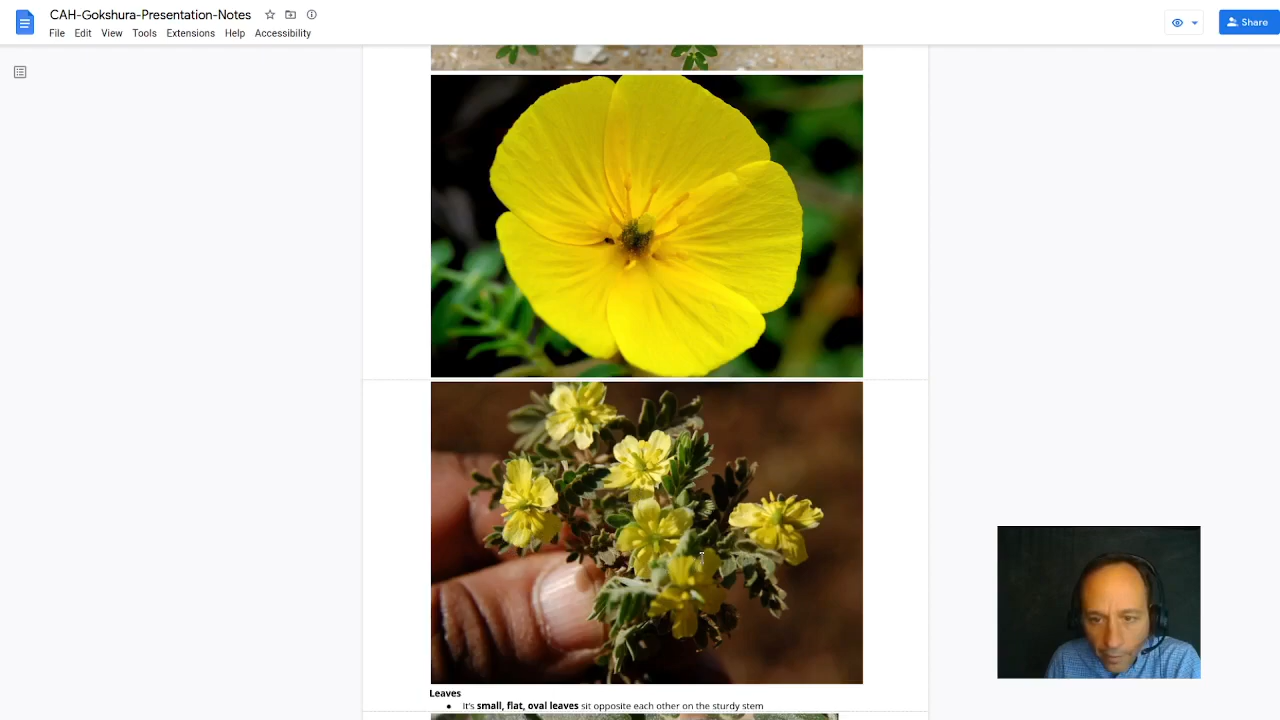 CAH-Gokshura-Presentation-Notes
File Edit View Tools Extensions Help Accessibility
Share
Leaves
● It's small, flat, oval leaves sit opposite each other on the sturdy stem